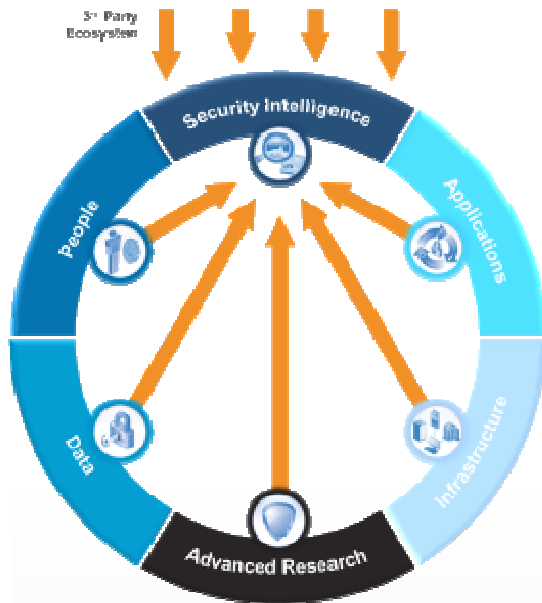 3rd Party
Ecosystem
Security Intelligence
People
Applications
Data
Infrastructure
Advanced Research